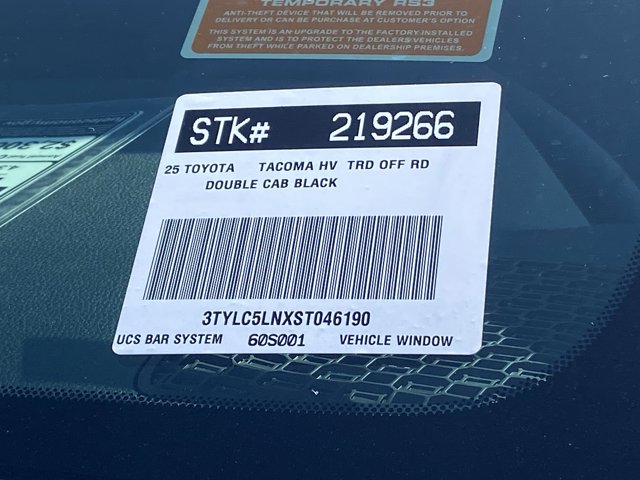 TEMPORARY RS3
ANTI-THEFT DEVICE THAT WILL BE REMOVED PRIOR TO
DELIVERY OR CAN BE PURCHASE AT CUSTOMER'S OPTION
THIS SYSTEM IS AN UPGRADE TO THE FACTORY INSTALLED
SYSTEM AND IS TO PROTECT THE DEALERS VEHICLES
FROM THEFT WHILE PARKED ON DEALERSHIP PREMISES.
STK# 219266
25 TOYOTA TACOMA HV TRD OFF RD
DOUBLE CAB BLACK
3TYLC5LNXST046190
UCS BAR SYSTEM 60S001 VEHICLE WINDOW